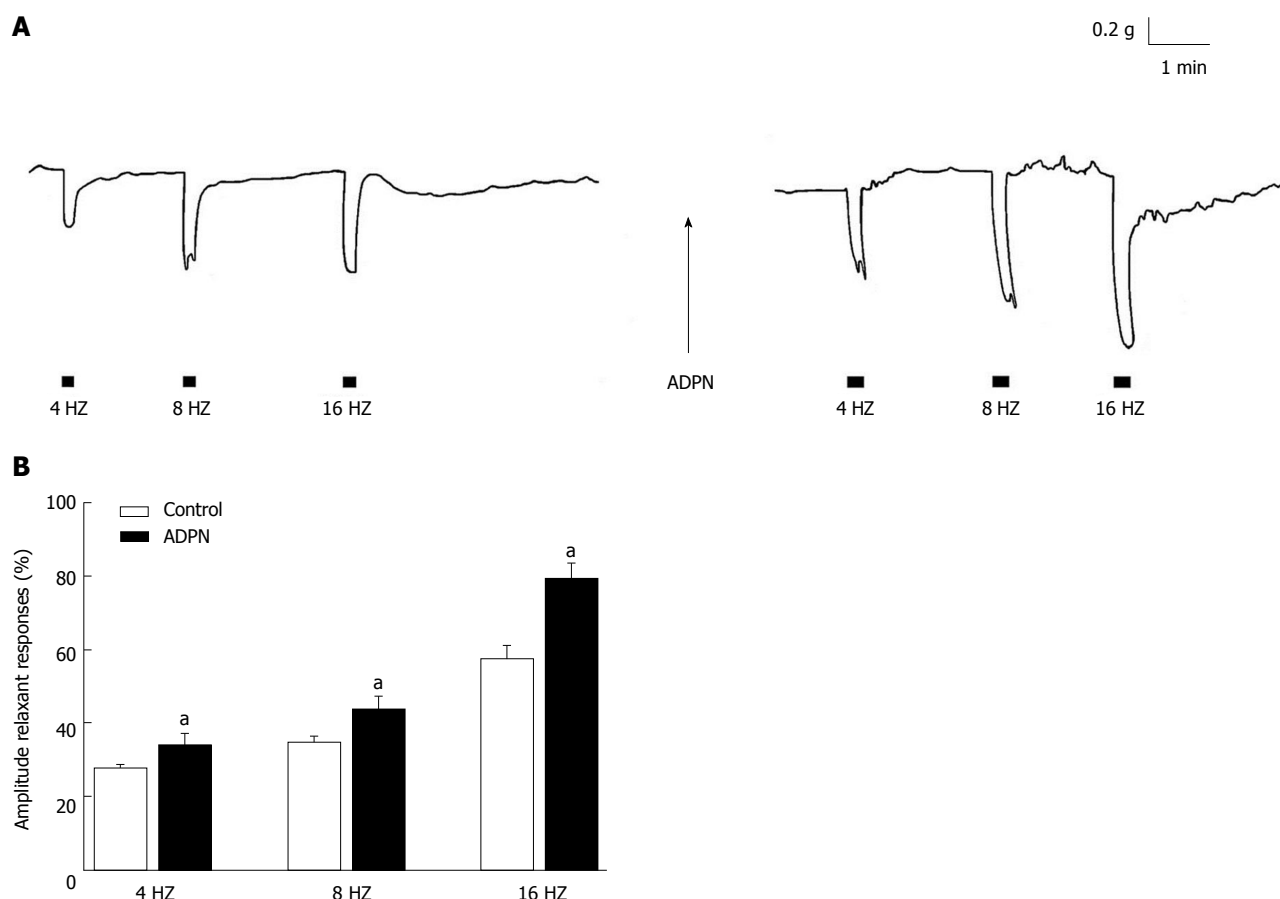 A
0.2 g
1 min
ADPN
4 HZ 8 HZ 16 HZ 4 HZ 8 HZ 16 HZ
B
Control
ADPN
Amplitude relaxant responses (%)
100
80
60
40
20
0
a
a
a
4 HZ 8 HZ 16 HZ